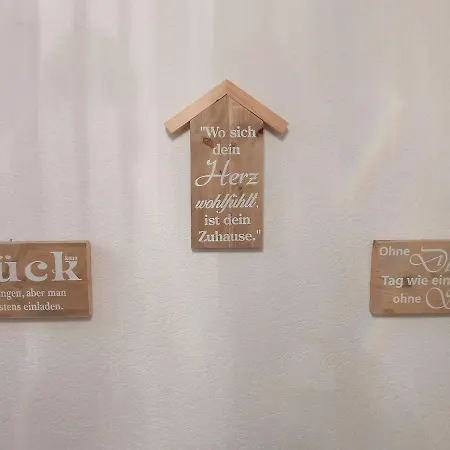 "Wo sich
dein
Herz
wohlfühlt,
ist dein
Zuhause."
ück kann
ngen, aber man
stens einladen.
Ohne D
Tag wie ein
ohne S